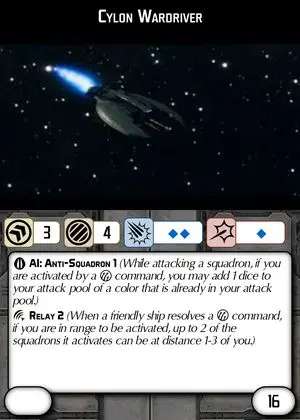 CYLON WARDRIVER
3
4
AI: ANTI-SQUADRON 1 (While attacking a squadron, if you
are activated by a command, you may add 1 dice to
your attack pool of a color that is already in your attack
pool.)
RELAY 2 (When a friendly ship resolves a command,
if you are in range to be activated, up to 2 of the
squadrons it activates can be at distance 1-3 of you.)
16